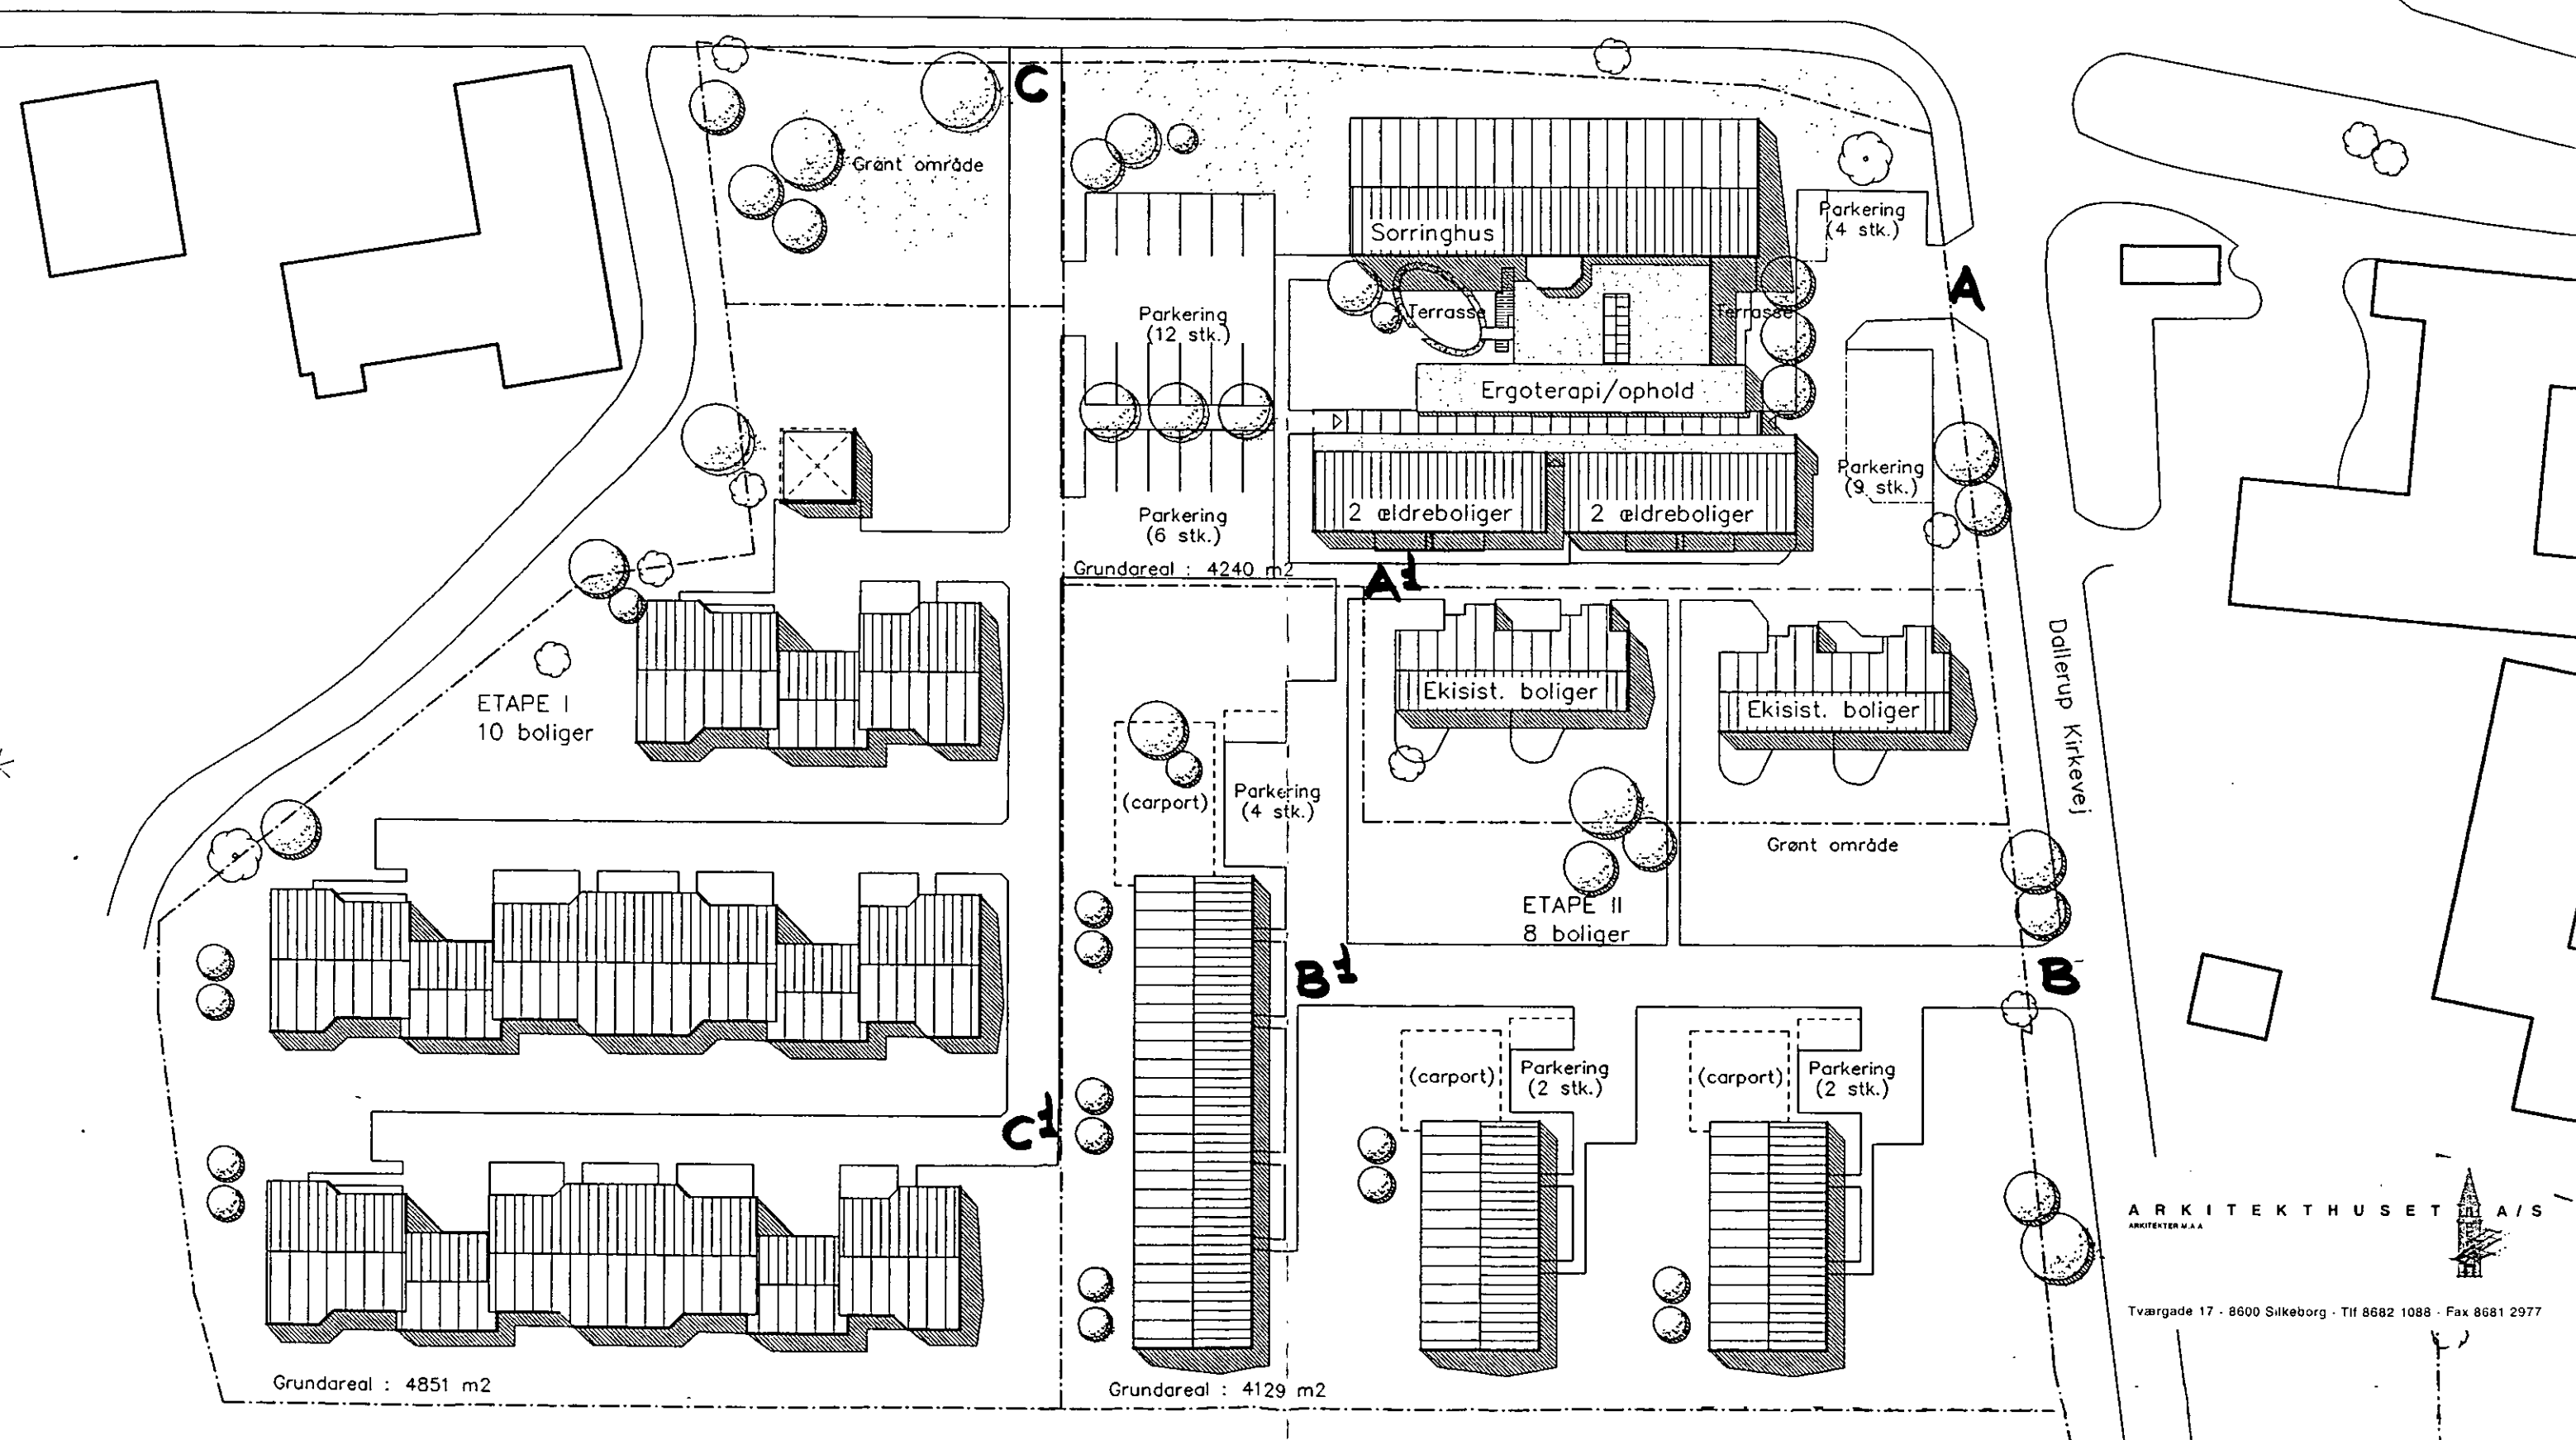 C
Grønt område
Sorringhus
Parkering
(4 stk.)
A
Parkering
(12 stk.)
Terrasse
Terrasse
Ergoterapi/ophold
Parkering
(9 stk.)
2 ældreboliger
2 ældreboliger
Parkering
(6 stk.)
Grundareal : 4240 m2
A1
ETAPE I
10 boliger
Ekisist. boliger
Ekisist. boliger
Dallerup Kirkevej
(carport)
Parkering
(4 stk.)
Grønt område
ETAPE II
8 boliger
B1
B
(carport)
Parkering
(2 stk.)
(carport)
Parkering
(2 stk.)
C1
ARKITEKTHUSET A/S
ARKITEKTER M.A.A
Tværgade 17 - 8600 Silkeborg - Tlf 8682 1088 - Fax 8681 2977
Grundareal : 4851 m2
Grundareal : 4129 m2